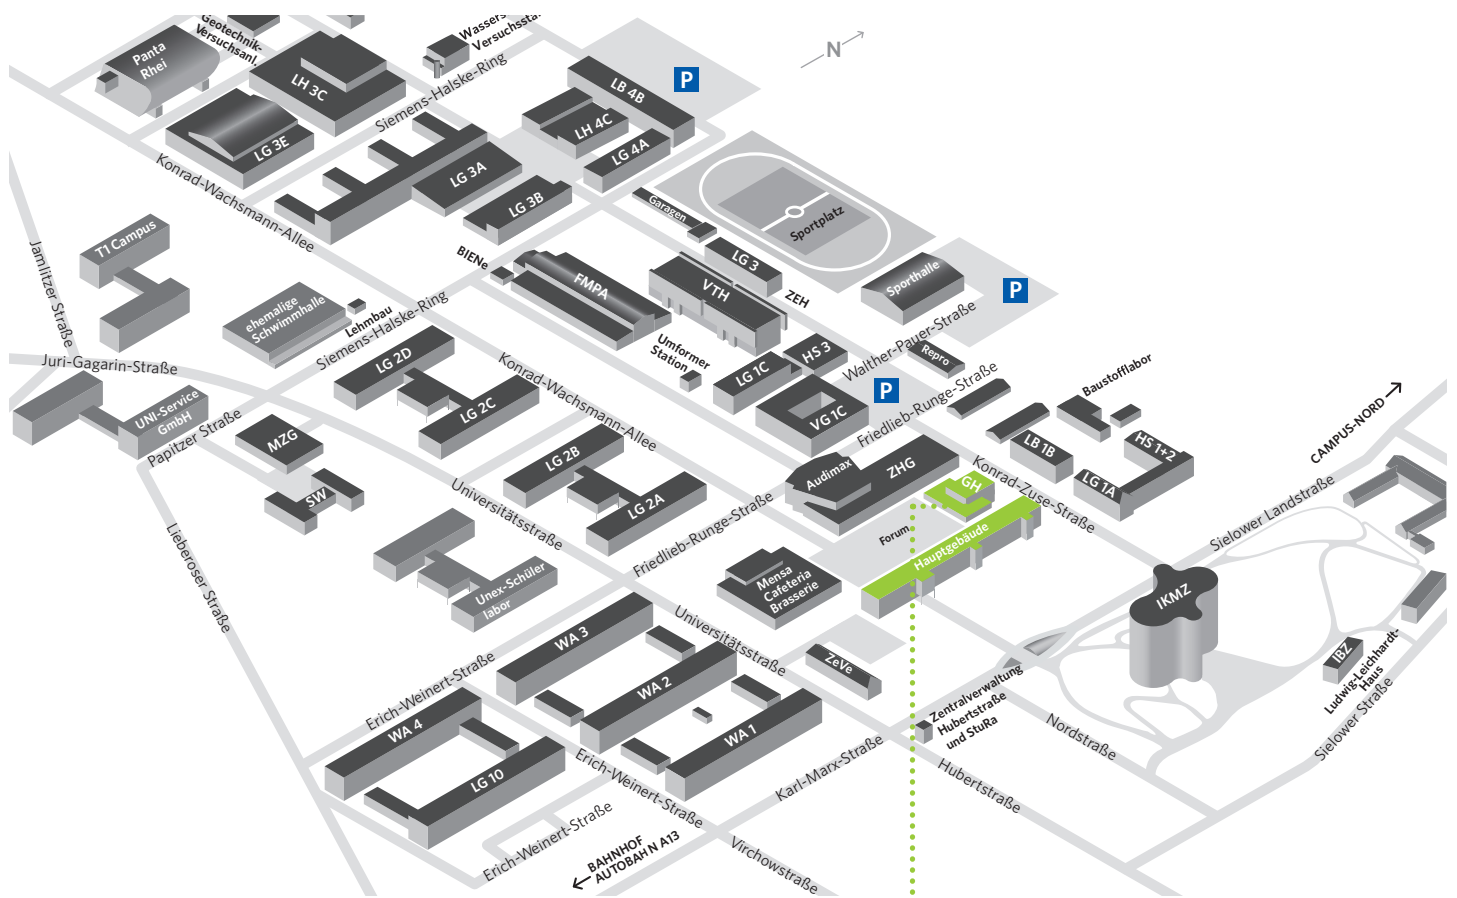 Geotechnik-
Versuchsanl.
Panta
Rhei
LH 3C
Siemens-Halske-Ring
LB 4B
P
N
LG 3E
LH 4C
LG 4A
Konrad-Wachsmann-Allee
LG 3A
LG 3B
Garagen
Sportplatz
T1 Campus
Jamlitzer Straße
BIENe
FMPA
VTH
LG 3
ZEH
Sporthalle
P
ehemalige
Schwimmhalle
Lehmbau
Siemens-Halske-Ring
Walther-Pauer-Straße
Juri-Gagarin-Straße
LG 2D
Umformer
Station
LG 1C
HS 3
Repro
Konrad-Wachsmann-Allee
P
Friedlieb-Runge-Straße
Baustofflabor
UNI-Service
GmbH
Papitzer Straße
LG 2C
VG 1C
CAMPUS-NORD
MZG
LG 2B
Audimax
ZHG
LB 1B
HS 1+2
LG 1A
SW
LG 2A
GH
Konrad-Zuse-Straße
Universitätsstraße
Friedlieb-Runge-Straße
Forum
Hauptgebäude
Sielower Landstraße
Lieberoser Straße
Unex-Schüler
labor
Mensa
Cafeteria
Brasserie
IKMZ
WA 3
Universitätsstraße
ZeVe
IBZ
Ludwig-Leichhardt-
Haus
Erich-Weinert-Straße
WA 2
Zentralverwaltung
Hubertstraße
und StuRa
Sielower Straße
WA 4
WA 1
Nordstraße
LG 10
Erich-Weinert-Straße
Karl-Marx-Straße
Hubertstraße
Erich-Weinert-Straße
BAHNHOF
AUTOBAHN A13
Virchowstraße